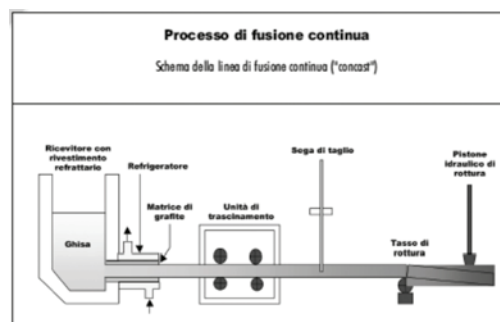 Processo di fusione continua
Schema della linea di fusione continua ("concast")
Ricevitore con
rivestimento
refrattario
Refrigeratore
Matrice di
grafite
Ghisa
Unità di
trascinamento
Sega di taglio
Tasso di
rottura
Pistone
idraulico di
rottura